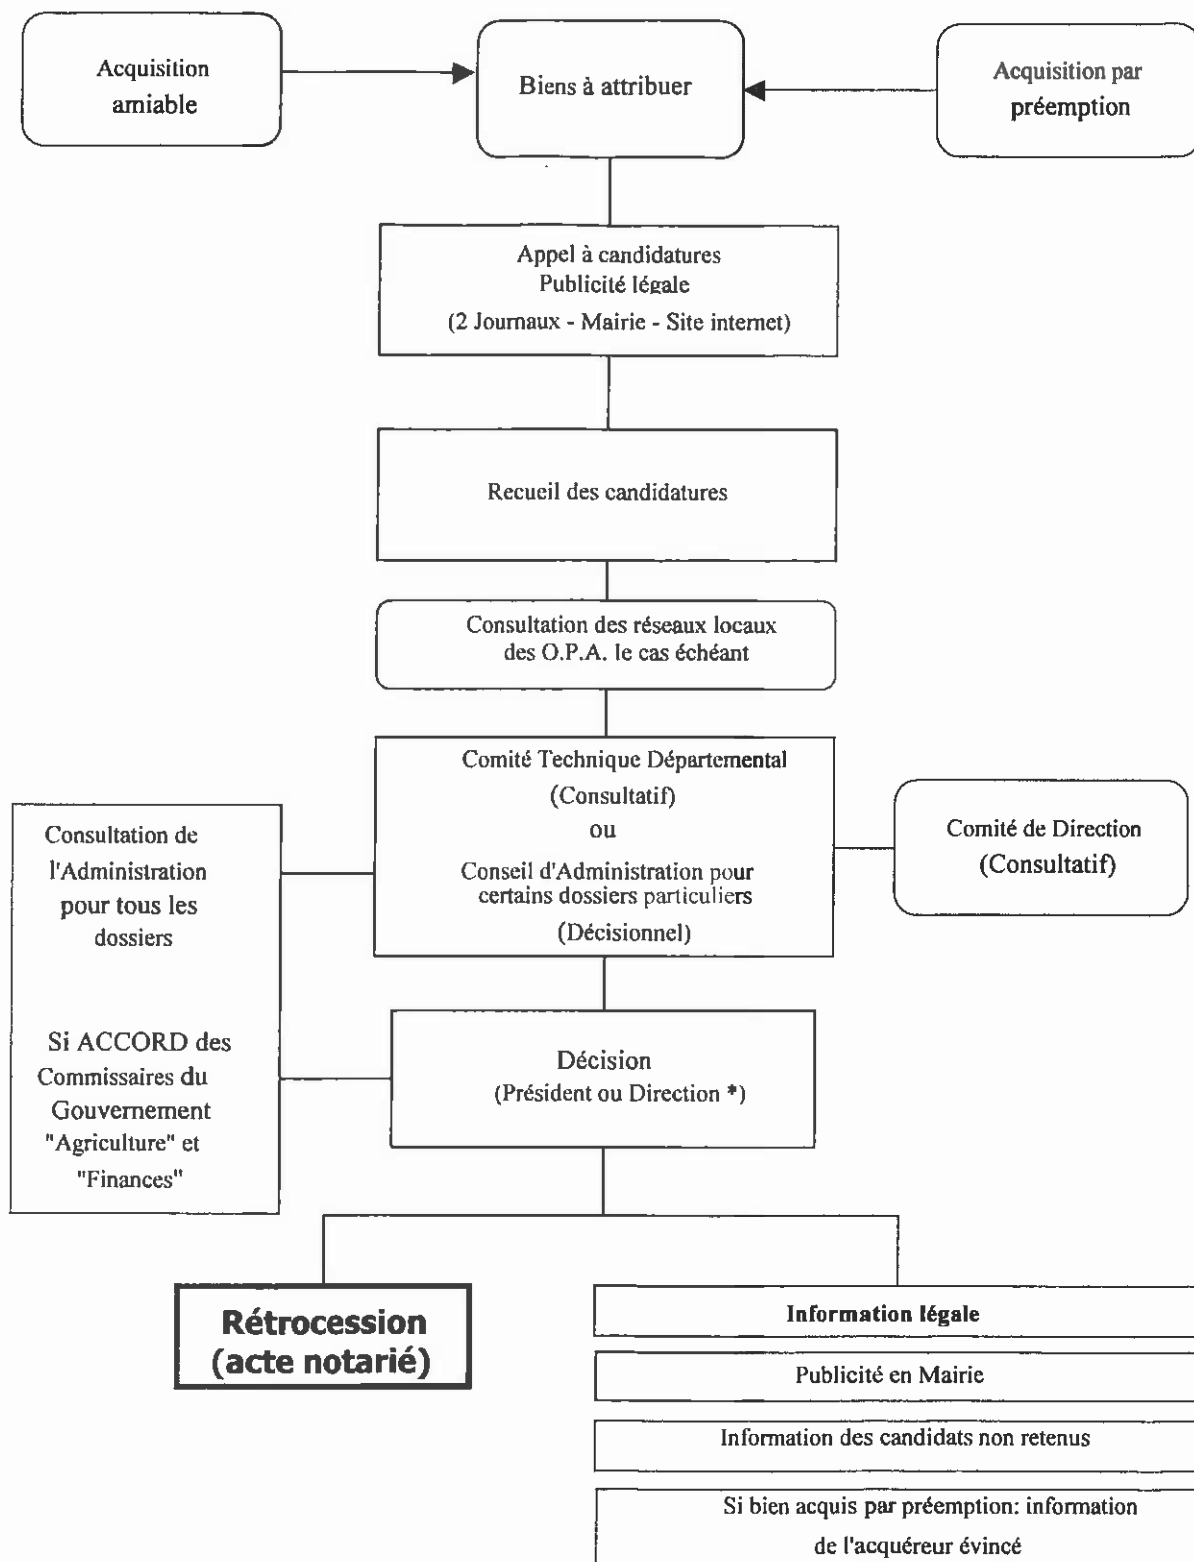 Acquisition
amiable
Biens à attribuer
Acquisition par
préemption
Appel à candidatures
Publicité légale
(2 Journaux - Mairie - Site internet)
Recueil des candidatures
Consultation des réseaux locaux
des O.P.A. le cas échéant
Comité Technique Départemental
(Consultatif)
ou
Conseil d'Administration pour
certains dossiers particuliers
(Décisionnel)
Comité de Direction
(Consultatif)
Consultation de
l'Administration
pour tous les
dossiers
Si ACCORD des
Commissaires du
Gouvernement
"Agriculture" et
"Finances"
Décision
(Président ou Direction *)
Rétrocession
(acte notarié)
Information légale
Publicité en Mairie
Information des candidats non retenus
Si bien acquis par préemption: information
de l'acquéreur évincé